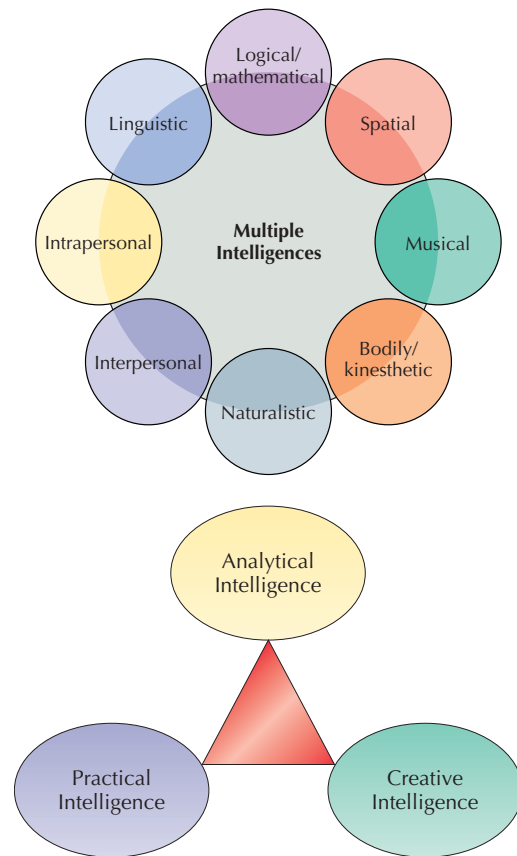 Logical/
mathematical
Linguistic
Spatial
Intrapersonal
Multiple
Intelligences
Musical
Interpersonal
Bodily/
kinesthetic
Naturalistic
Analytical
Intelligence
Practical
Intelligence
Creative
Intelligence